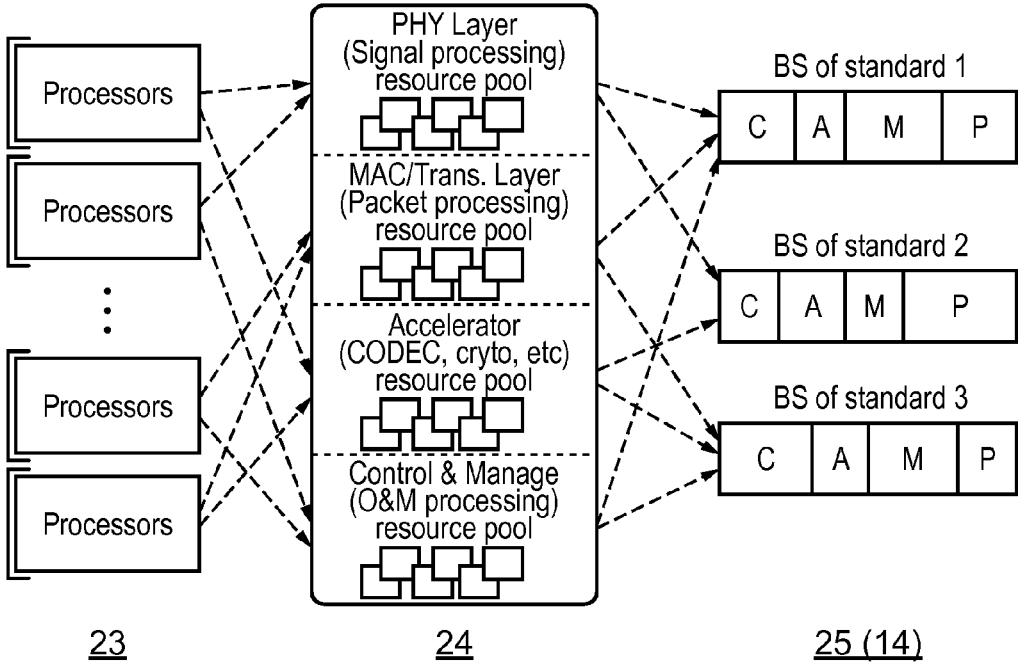 Processors
Processors
Processors
Processors
23
PHY Layer
(Signal processing)
resource pool
MAC/Trans. Layer
(Packet processing)
resource pool
Accelerator
(CODEC, cryto, etc)
resource pool
Control & Manage
(O&M processing)
resource pool
24
BS of standard 1
C A M P
BS of standard 2
C A M P
BS of standard 3
C A M P
25 (14)